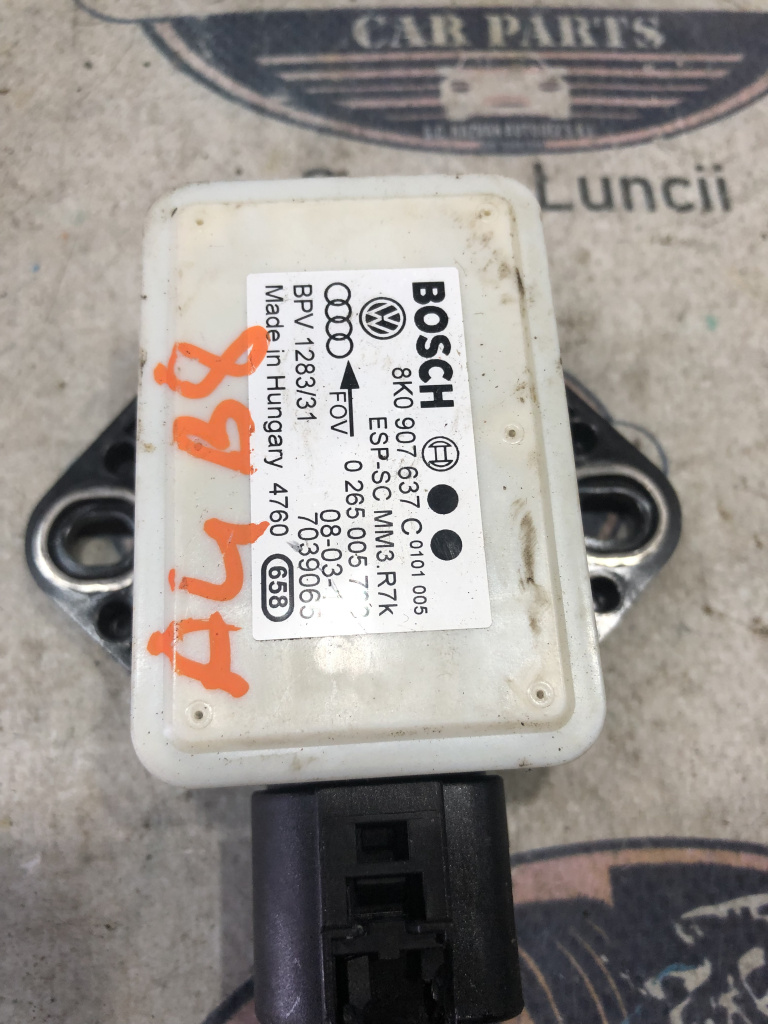 CAR PARTS
Luncii
BOSCH
8K0 907 637 C 0101 005
ESP-SC MM3.R7k
FOV 0 265 005
08-03-
BPV 1283/31
Made in Hungary 4760 658
A4 B8